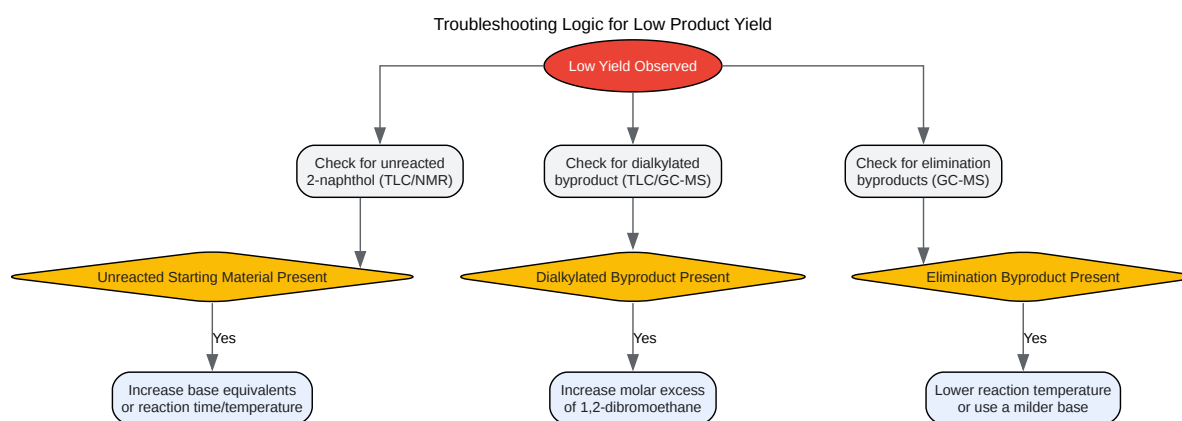 Troubleshooting Logic for Low Product Yield
Low Yield Observed
Check for unreacted
2-naphthol (TLC/NMR)
Check for dialkylated
byproduct (TLC/GC-MS)
Check for elimination
byproducts (GC-MS)
Unreacted Starting Material Present
Dialkylated Byproduct Present
Elimination Byproduct Present
Yes
Yes
Yes
Increase base equivalents
or reaction time/temperature
Increase molar excess
of 1,2-dibromoethane
Lower reaction temperature
or use a milder base